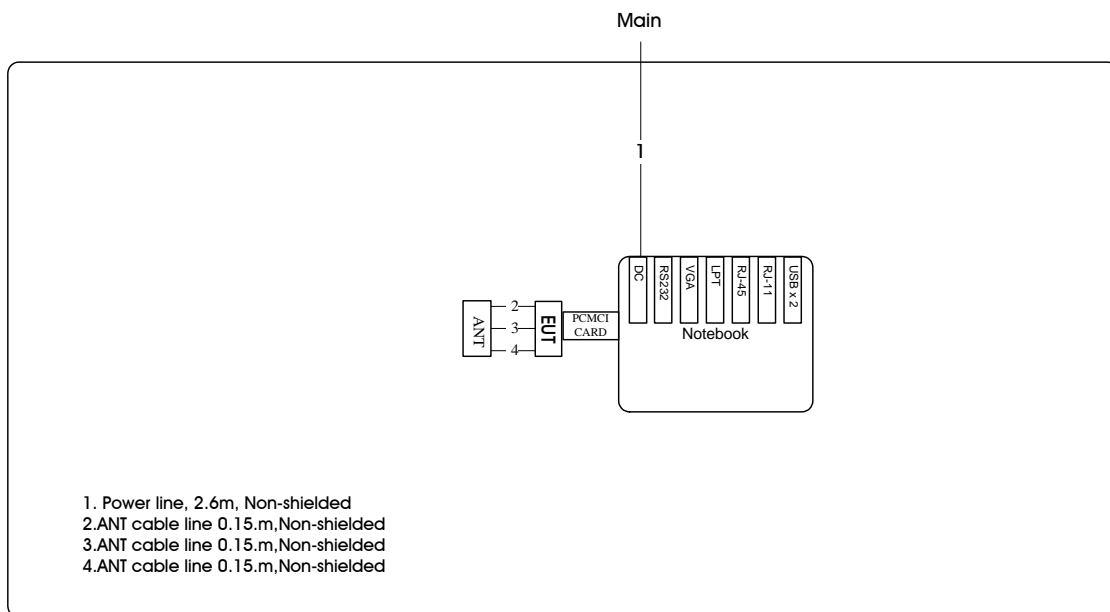 Main
1
DC
RS232
VGA
LPT
RJ-45
RJ-11
USB x 2
Notebook
ANT
2
3
4
EUT
PCMCI
CARD
1. Power line, 2.6m, Non-shielded
2.ANT cable line 0.15.m,Non-shielded
3.ANT cable line 0.15.m,Non-shielded
4.ANT cable line 0.15.m,Non-shielded